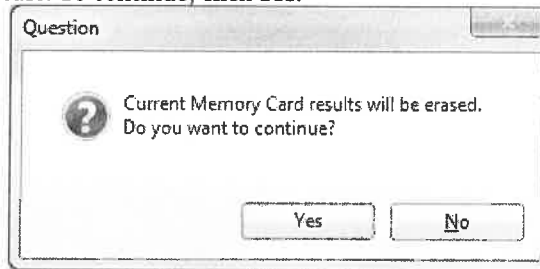 Question
Current Memory Card results will be erased.
Do you want to continue?
Yes
No